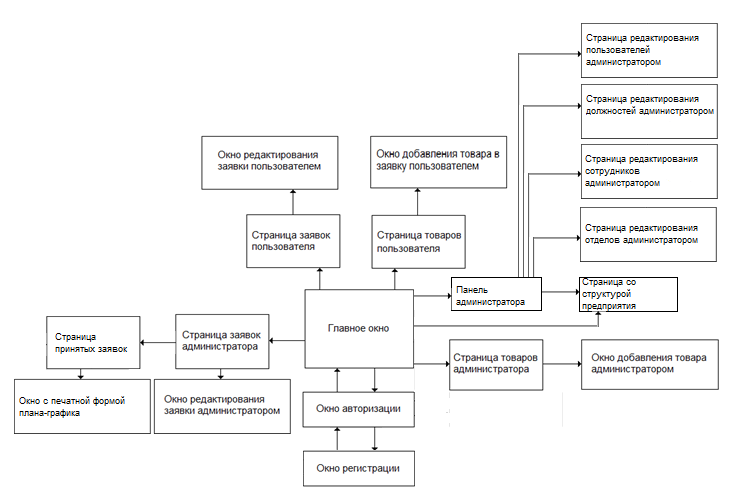 Страница редактирования
пользователей
администратором
Страница редактирования
должностей администратором
Окно редактирования
заявки пользователем
Окно добавления товара в
заявку пользователем
Страница редактирования
сотрудников
администратором
Страница заявок
пользователя
Страница товаров
пользователя
Страница редактирования
отделов администратором
Панель
администратора
Страница со
структурой
предприятия
Главное окно
Страница
принятых заявок
Страница заявок
администратора
Страница товаров
администратора
Окно добавления товара
администратором
Окно с печатной формой
плана-графика
Окно редактирования
заявки администратором
Окно авторизации
Окно регистрации